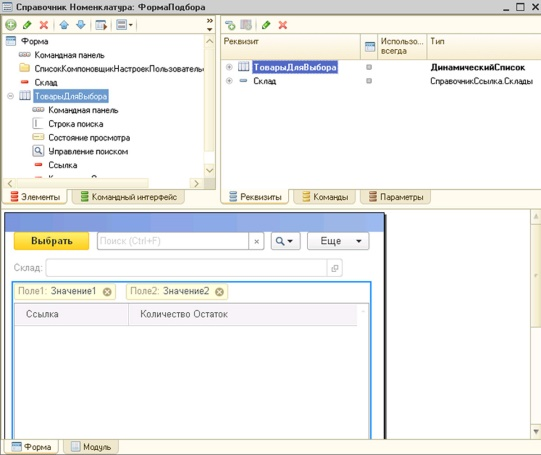 Справочник Номенклатура: ФормаПодбора
Форма
Командная панель
СписокКомпоновщикНастроекПользовательс
Склад
ТоварыДляВыбора
Командная панель
Строка поиска
Состояние просмотра
Управление поиском
Ссылка
Элементы Командный интерфейс
Реквизит Использо... всегда Тип
ТоварыДляВыбора ДинамическийСписок
Склад СправочникСсылка.Склады
Реквизиты Команды Параметры
Выбрать Поиск (Ctrl+F) × Еще
Склад:
Поле1: Значение1 Поле2: Значение2
Ссылка Количество Остаток
Форма Модуль